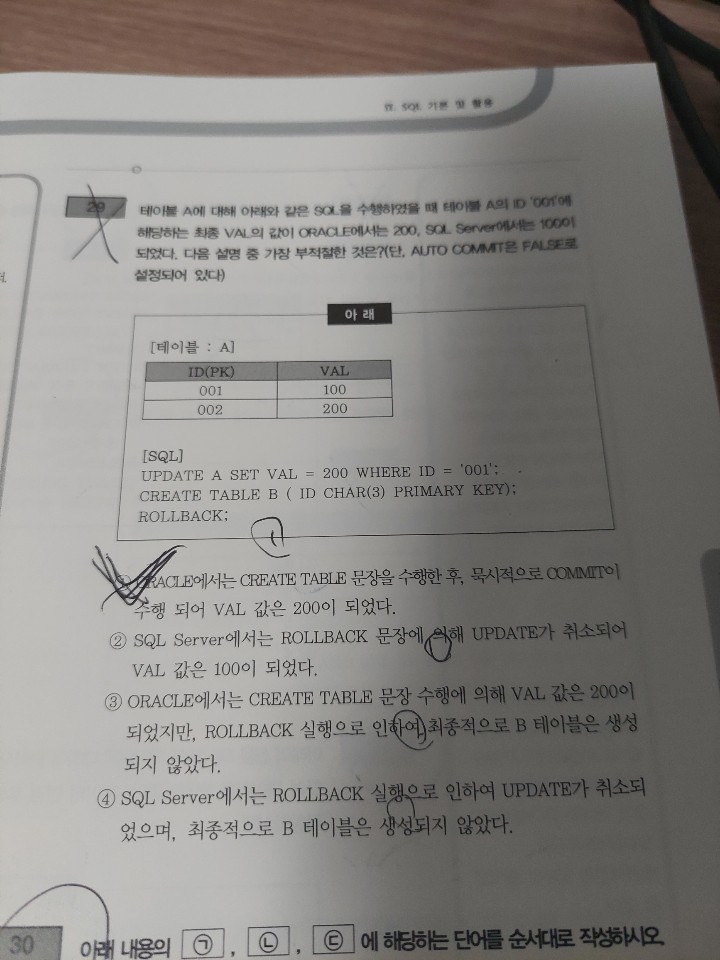 Ⅱ. SQL 기본 및 활용
29 테이블 A에 대해 아래와 같은 SQL을 수행하였을 때 테이블 A의 ID '001'에
해당하는 최종 VAL의 값이 ORACLE에서는 200, SQL Server에서는 100이
되었다. 다음 설명 중 가장 부적절한 것은?(단, AUTO COMMIT은 FALSE로
설정되어 있다)
아 래
[테이블 : A]
ID(PK) VAL
001 100
002 200
[SQL]
UPDATE A SET VAL = 200 WHERE ID = '001';
CREATE TABLE B ( ID CHAR(3) PRIMARY KEY);
ROLLBACK;
① ORACLE에서는 CREATE TABLE 문장을 수행한 후, 묵시적으로 COMMIT이
수행 되어 VAL 값은 200이 되었다.
② SQL Server에서는 ROLLBACK 문장에 의해 UPDATE가 취소되어
VAL 값은 100이 되었다.
③ ORACLE에서는 CREATE TABLE 문장 수행에 의해 VAL 값은 200이
되었지만, ROLLBACK 실행으로 인하여 최종적으로 B 테이블은 생성
되지 않았다.
④ SQL Server에서는 ROLLBACK 실행으로 인하여 UPDATE가 취소되
었으며, 최종적으로 B 테이블은 생성되지 않았다.
30 아래 내용의 ㉠, ㉡, ㉢에 해당하는 단어를 순서대로 작성하시오.